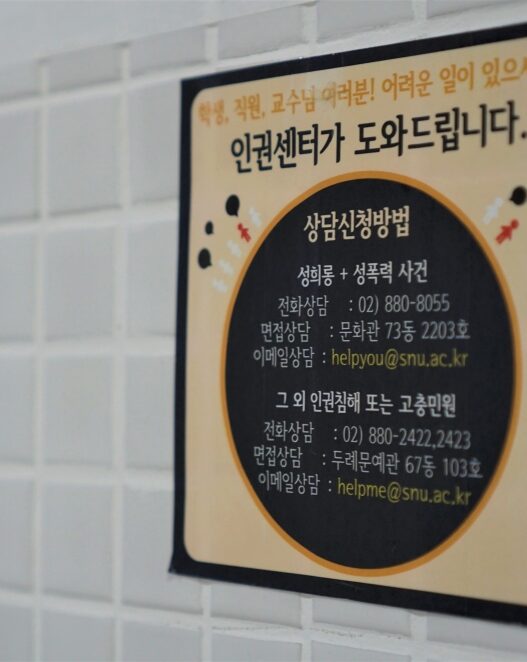 학생, 직원, 교수님 여러분! 어려운 일이 있으
인권센터가 도와드립니다.
상담신청방법
성희롱 + 성폭력 사건
전화상담 : 02) 880-8055
면접상담 : 문화관 73동 2203호
이메일상담 : helpyou@snu.ac.kr
그 외 인권침해 또는 고충민원
전화상담 : 02) 880-2422,2423
면접상담 : 두레문예관 67동 103호
이메일상담 : helpme@snu.ac.kr